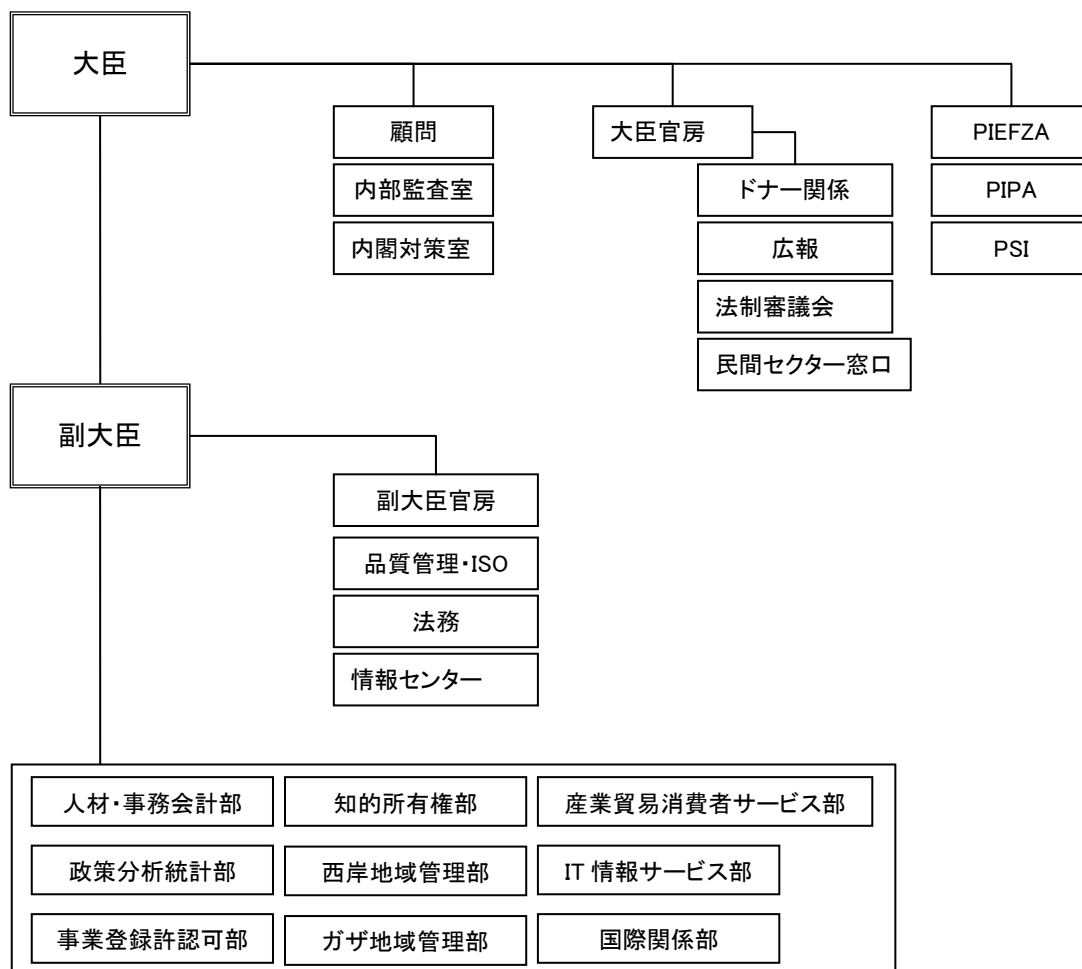 大臣
顧問
内部監査室
内閣対策室
大臣官房
ドナー関係
広報
法制審議会
民間セクター窓口
PIEFZA
PIPA
PSI
副大臣
副大臣官房
品質管理・ISO
法務
情報センター
人材・事務会計部
知的所有権部
産業貿易消費者サービス部
政策分析統計部
西岸地域管理部
IT 情報サービス部
事業登録許認可部
ガザ地域管理部
国際関係部